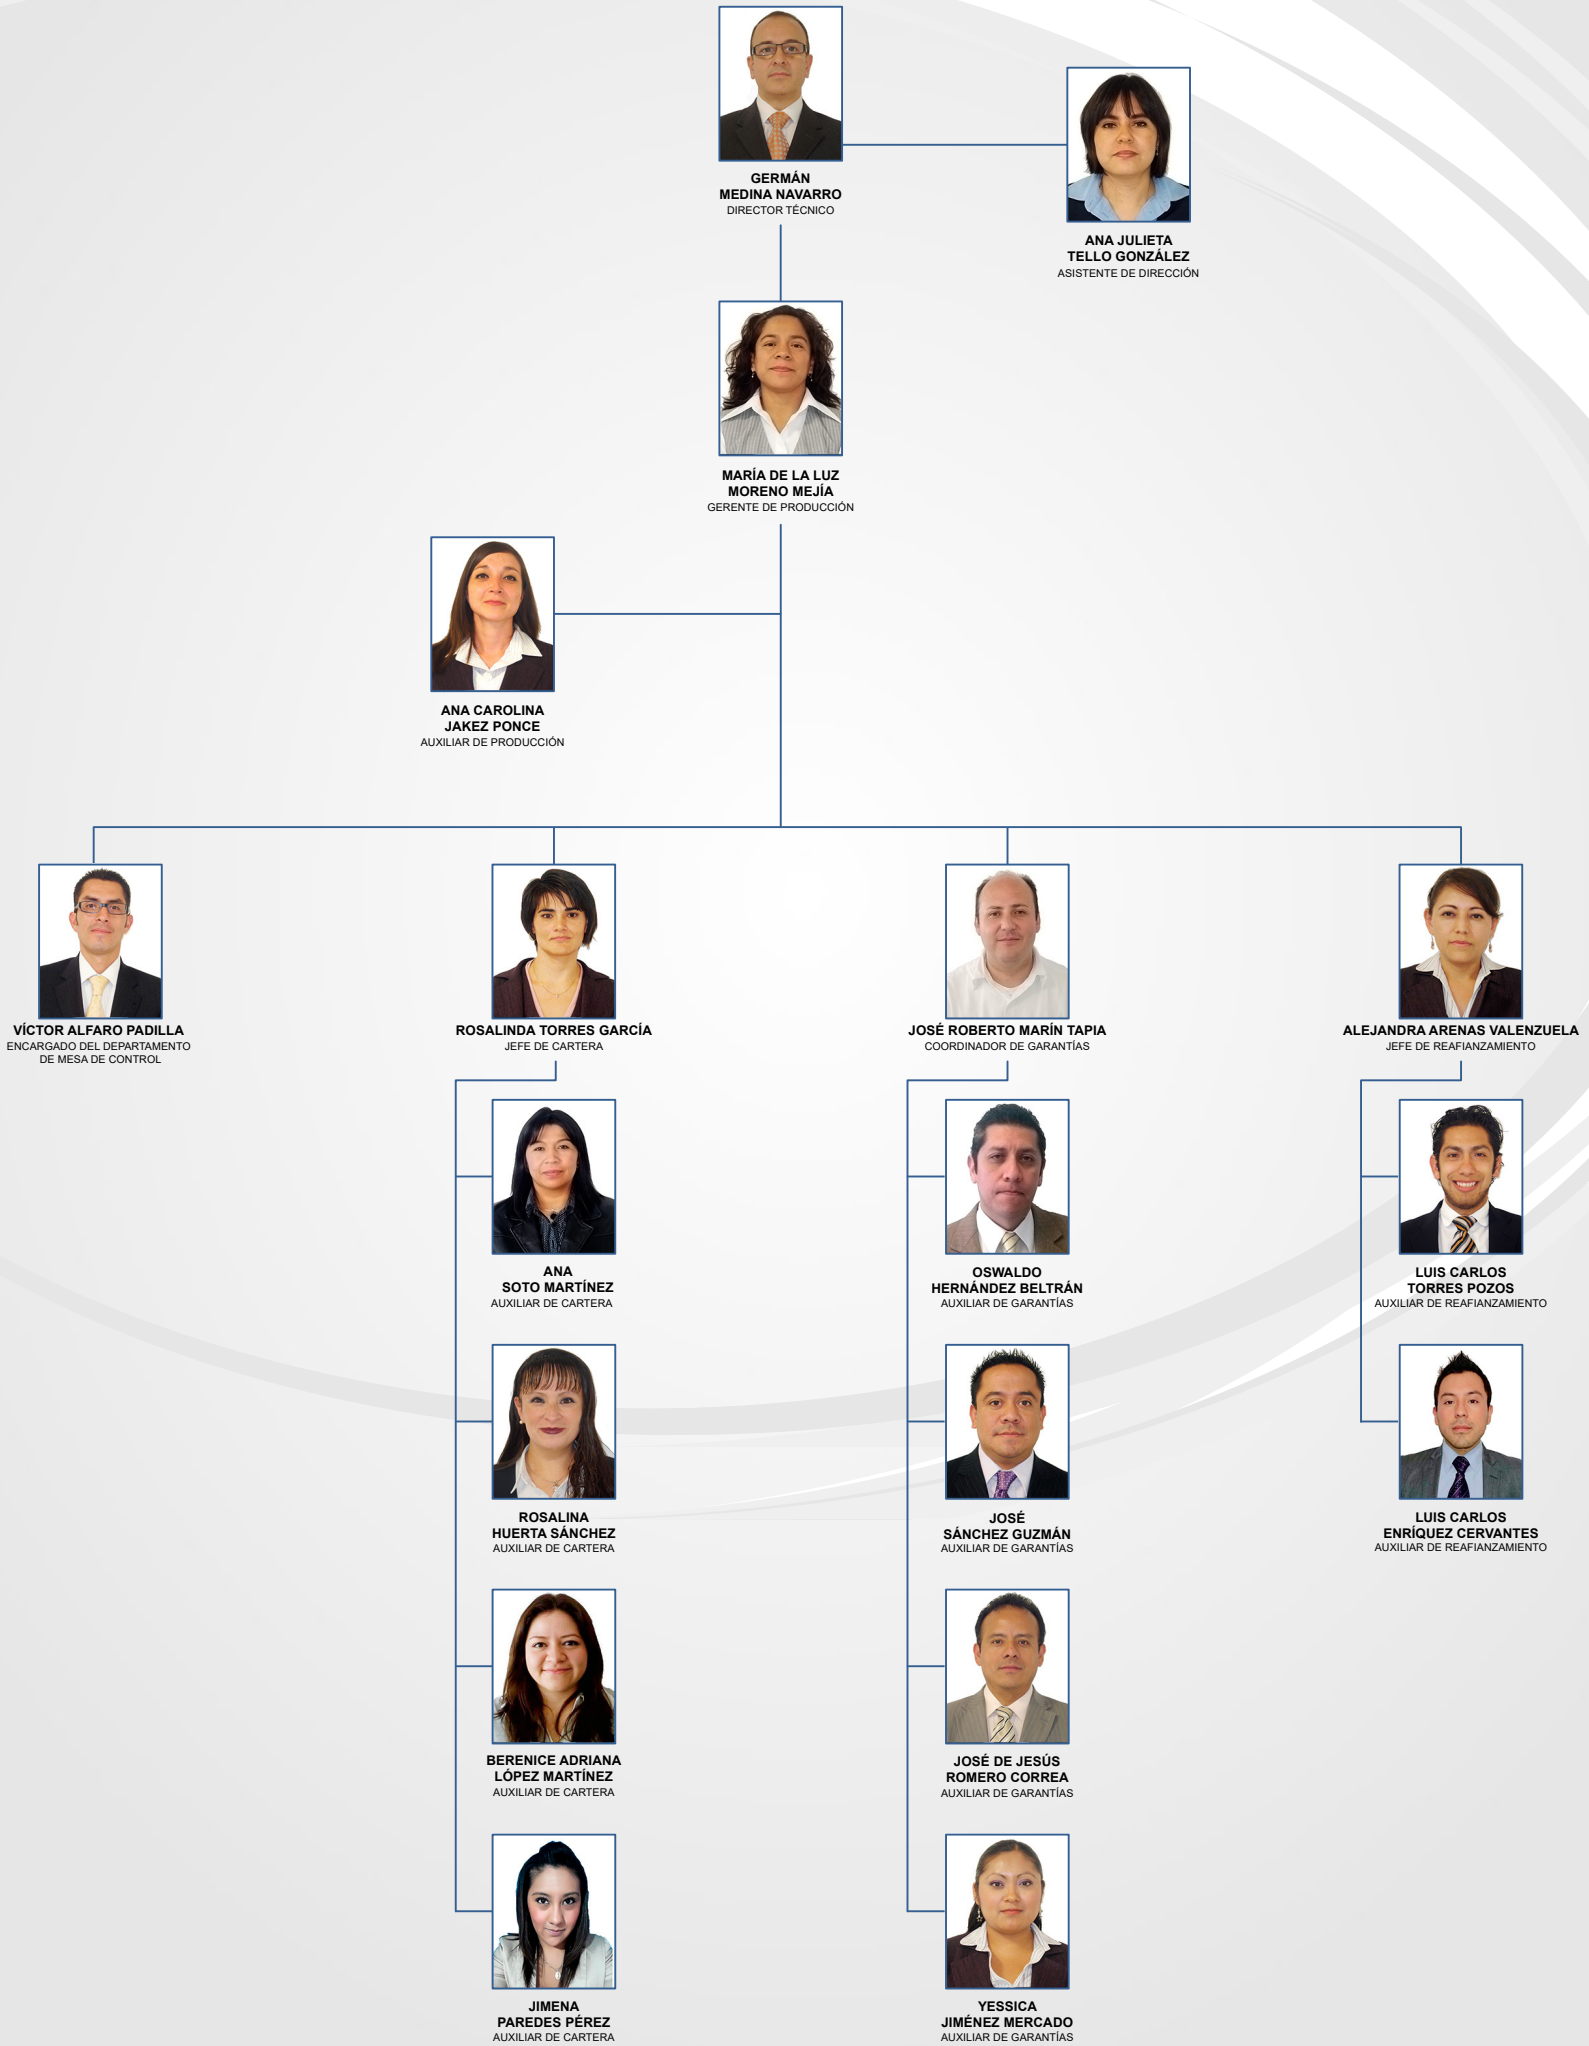 GERMÁN
MEDINA NAVARRO
DIRECTOR TÉCNICO
ANA JULIETA
TELLO GONZÁLEZ
ASISTENTE DE DIRECCIÓN
MARÍA DE LA LUZ
MORENO MEJÍA
GERENTE DE PRODUCCIÓN
ANA CAROLINA
JAKEZ PONCE
AUXILIAR DE PRODUCCIÓN
VÍCTOR ALFARO PADILLA
ENCARGADO DEL DEPARTAMENTO
DE MESA DE CONTROL
ROSALINDA TORRES GARCÍA
JEFE DE CARTERA
JOSÉ ROBERTO MARÍN TAPIA
COORDINADOR DE GARANTÍAS
ALEJANDRA ARENAS VALENZUELA
JEFE DE REAFIANZAMIENTO
ANA
SOTO MARTÍNEZ
AUXILIAR DE CARTERA
OSWALDO
HERNÁNDEZ BELTRÁN
AUXILIAR DE GARANTÍAS
LUIS CARLOS
TORRES POZOS
AUXILIAR DE REAFIANZAMIENTO
ROSALINA
HUERTA SÁNCHEZ
AUXILIAR DE CARTERA
JOSÉ
SÁNCHEZ GUZMÁN
AUXILIAR DE GARANTÍAS
LUIS CARLOS
ENRÍQUEZ CERVANTES
AUXILIAR DE REAFIANZAMIENTO
BERENICE ADRIANA
LÓPEZ MARTÍNEZ
AUXILIAR DE CARTERA
JOSÉ DE JESÚS
ROMERO CORREA
AUXILIAR DE GARANTÍAS
JIMENA
PAREDES PÉREZ
AUXILIAR DE CARTERA
YESSICA
JIMÉNEZ MERCADO
AUXILIAR DE GARANTÍAS